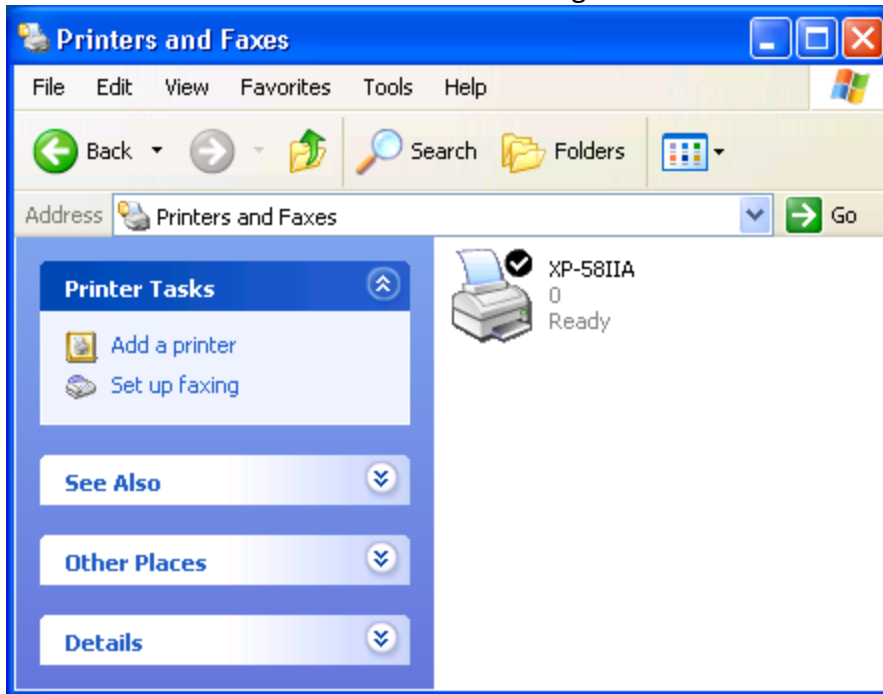 Printers and Faxes
File Edit View Favorites Tools Help
Back Search Folders
Address Printers and Faxes Go
Printer Tasks
Add a printer
Set up faxing
See Also
Other Places
Details
XP-58IIA
0
Ready